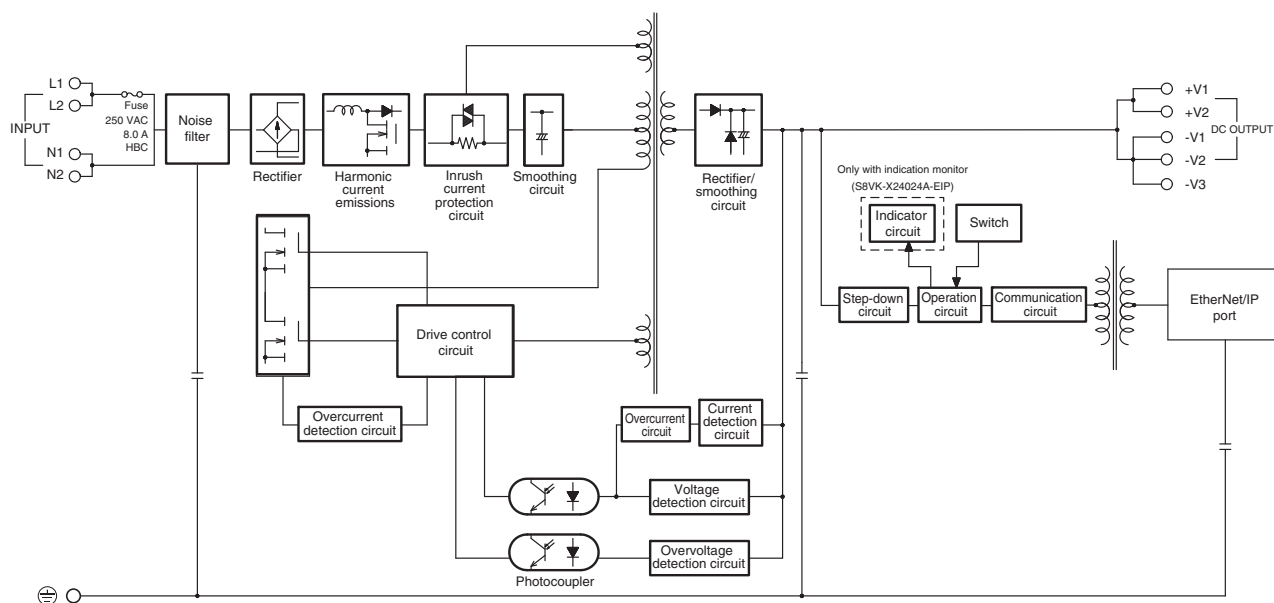 L1
L2
INPUT
N1
N2
Fuse
250 VAC
8.0 A
HBC
Noise
filter
Rectifier
Harmonic
current
emissions
Inrush
current
protection
circuit
Smoothing
circuit
Rectifier/
smoothing
circuit
+V1
+V2
-V1
-V2
-V3
DC OUTPUT
Only with indication monitor
(S8VK-X24024A-EIP)
Indicator
circuit
Switch
Step-down
circuit
Operation
circuit
Communication
circuit
EtherNet/IP
port
Drive control
circuit
Overcurrent
detection circuit
Overcurrent
circuit
Current
detection
circuit
Voltage
detection circuit
Overvoltage
detection circuit
Photocoupler